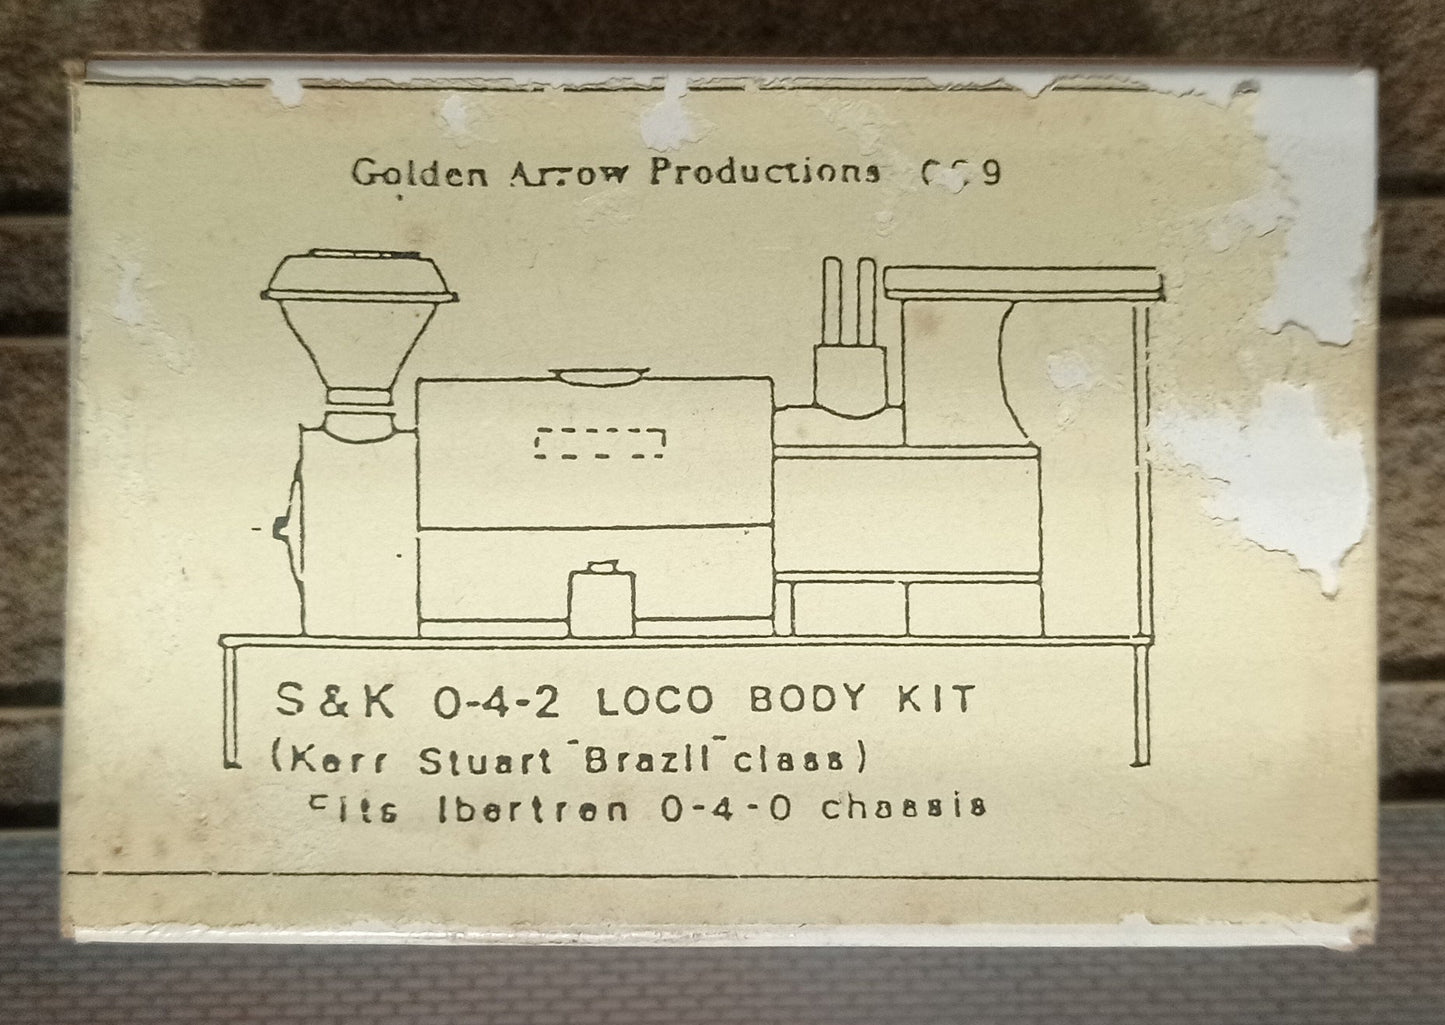 Golden Arrow Productions 009
S & K 0-4-2 LOCO BODY KIT
(Kerr Stuart "Brazil" class)
Fits Ibertren 0-4-0 chassis